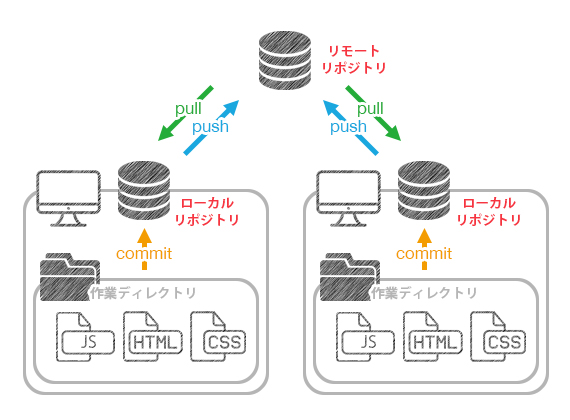 リモート
リポジトリ
pull
push
pull
push
ローカル
リポジトリ
commit
作業ディレクトリ
JS
HTML
CSS
ローカル
リポジトリ
commit
作業ディレクトリ
JS
HTML
CSS